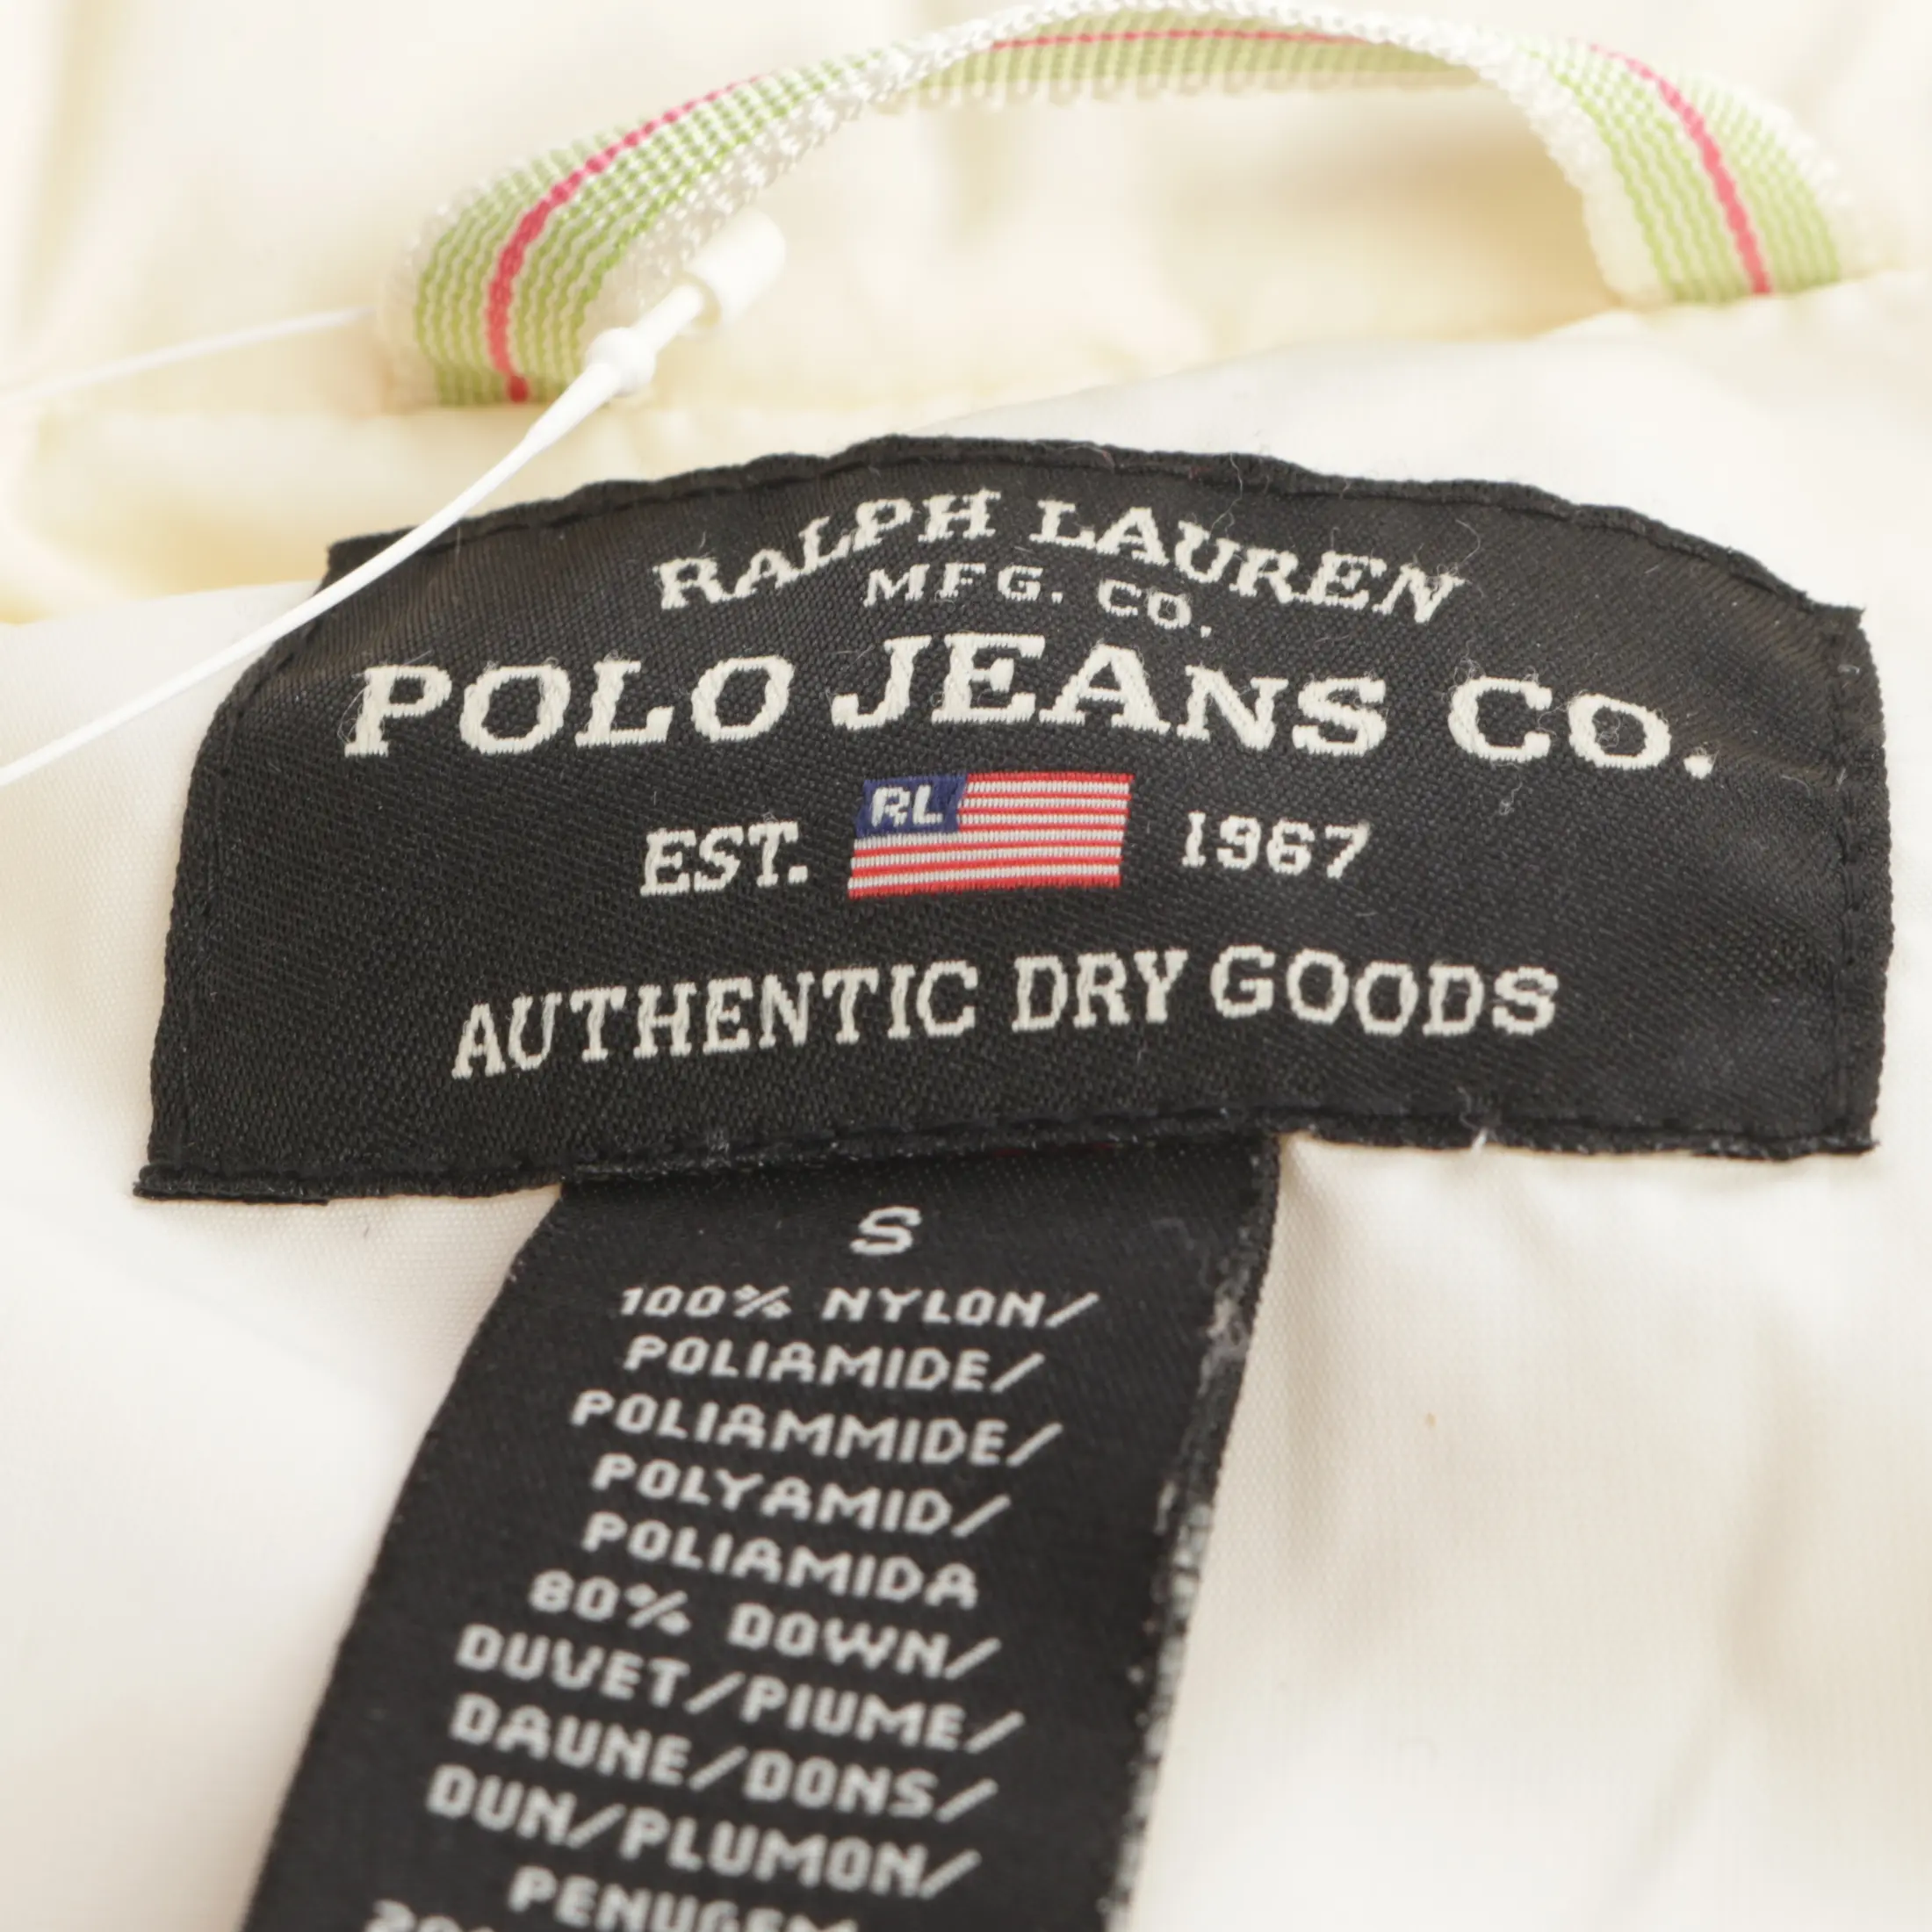 RALPH LAUREN
MFG. CO.
POLO JEANS CO.
RL
EST. 1967
AUTHENTIC DRY GOODS
S
100% NYLON/
POLIAMIDE/
POLIAMMIDE/
POLYAMID/
POLIAMIDA
80% DOWN/
DUVET/PIUME/
DAUNE/DONS/
DUN/PLUMON/
PENUGEM